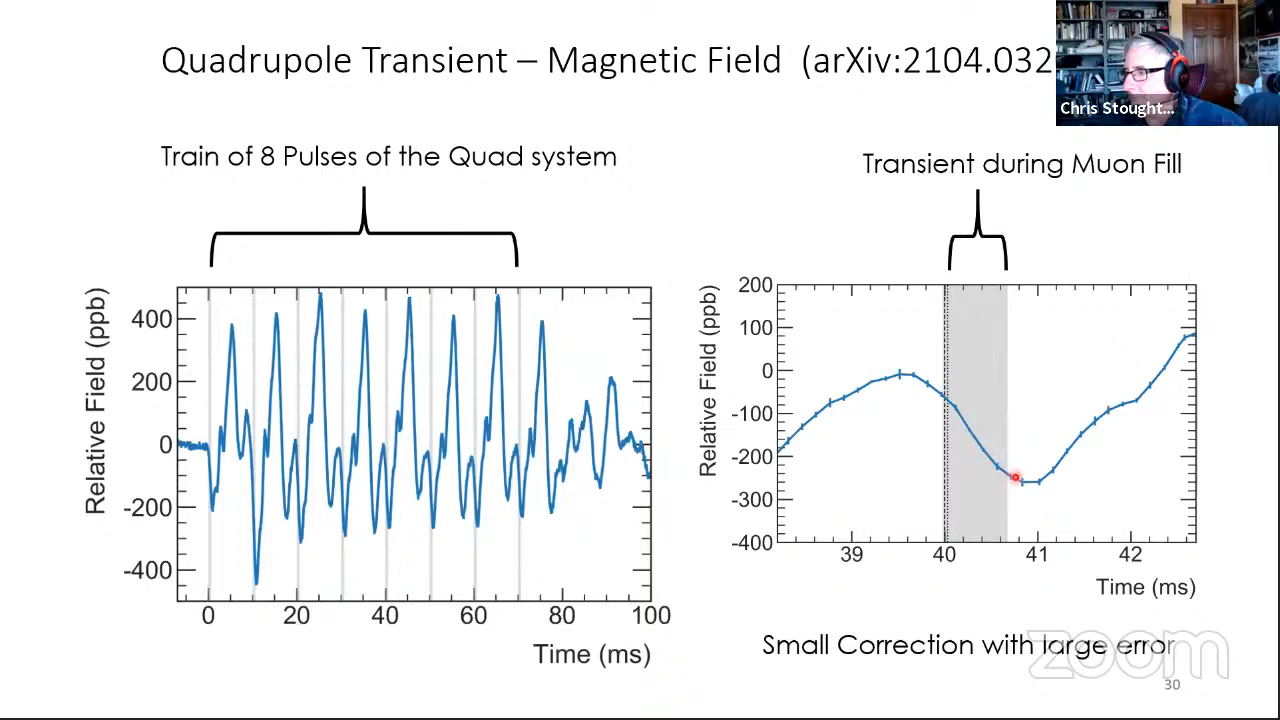 Quadrupole Transient – Magnetic Field (arXiv:2104.032
Chris Stought...
Train of 8 Pulses of the Quad system
Transient during Muon Fill
Relative Field (ppb)
400
200
0
-200
-400
0 20 40 60 80 100
Time (ms)
Relative Field (ppb)
200
100
0
-100
-200
-300
-400
39 40 41 42
Time (ms)
Small Correction with large error
zoom
30